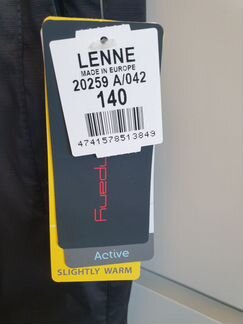 LENNE
MADE IN EUROPE
20259 A/042
140
4741578513849
Active
SLIGHTLY WARM